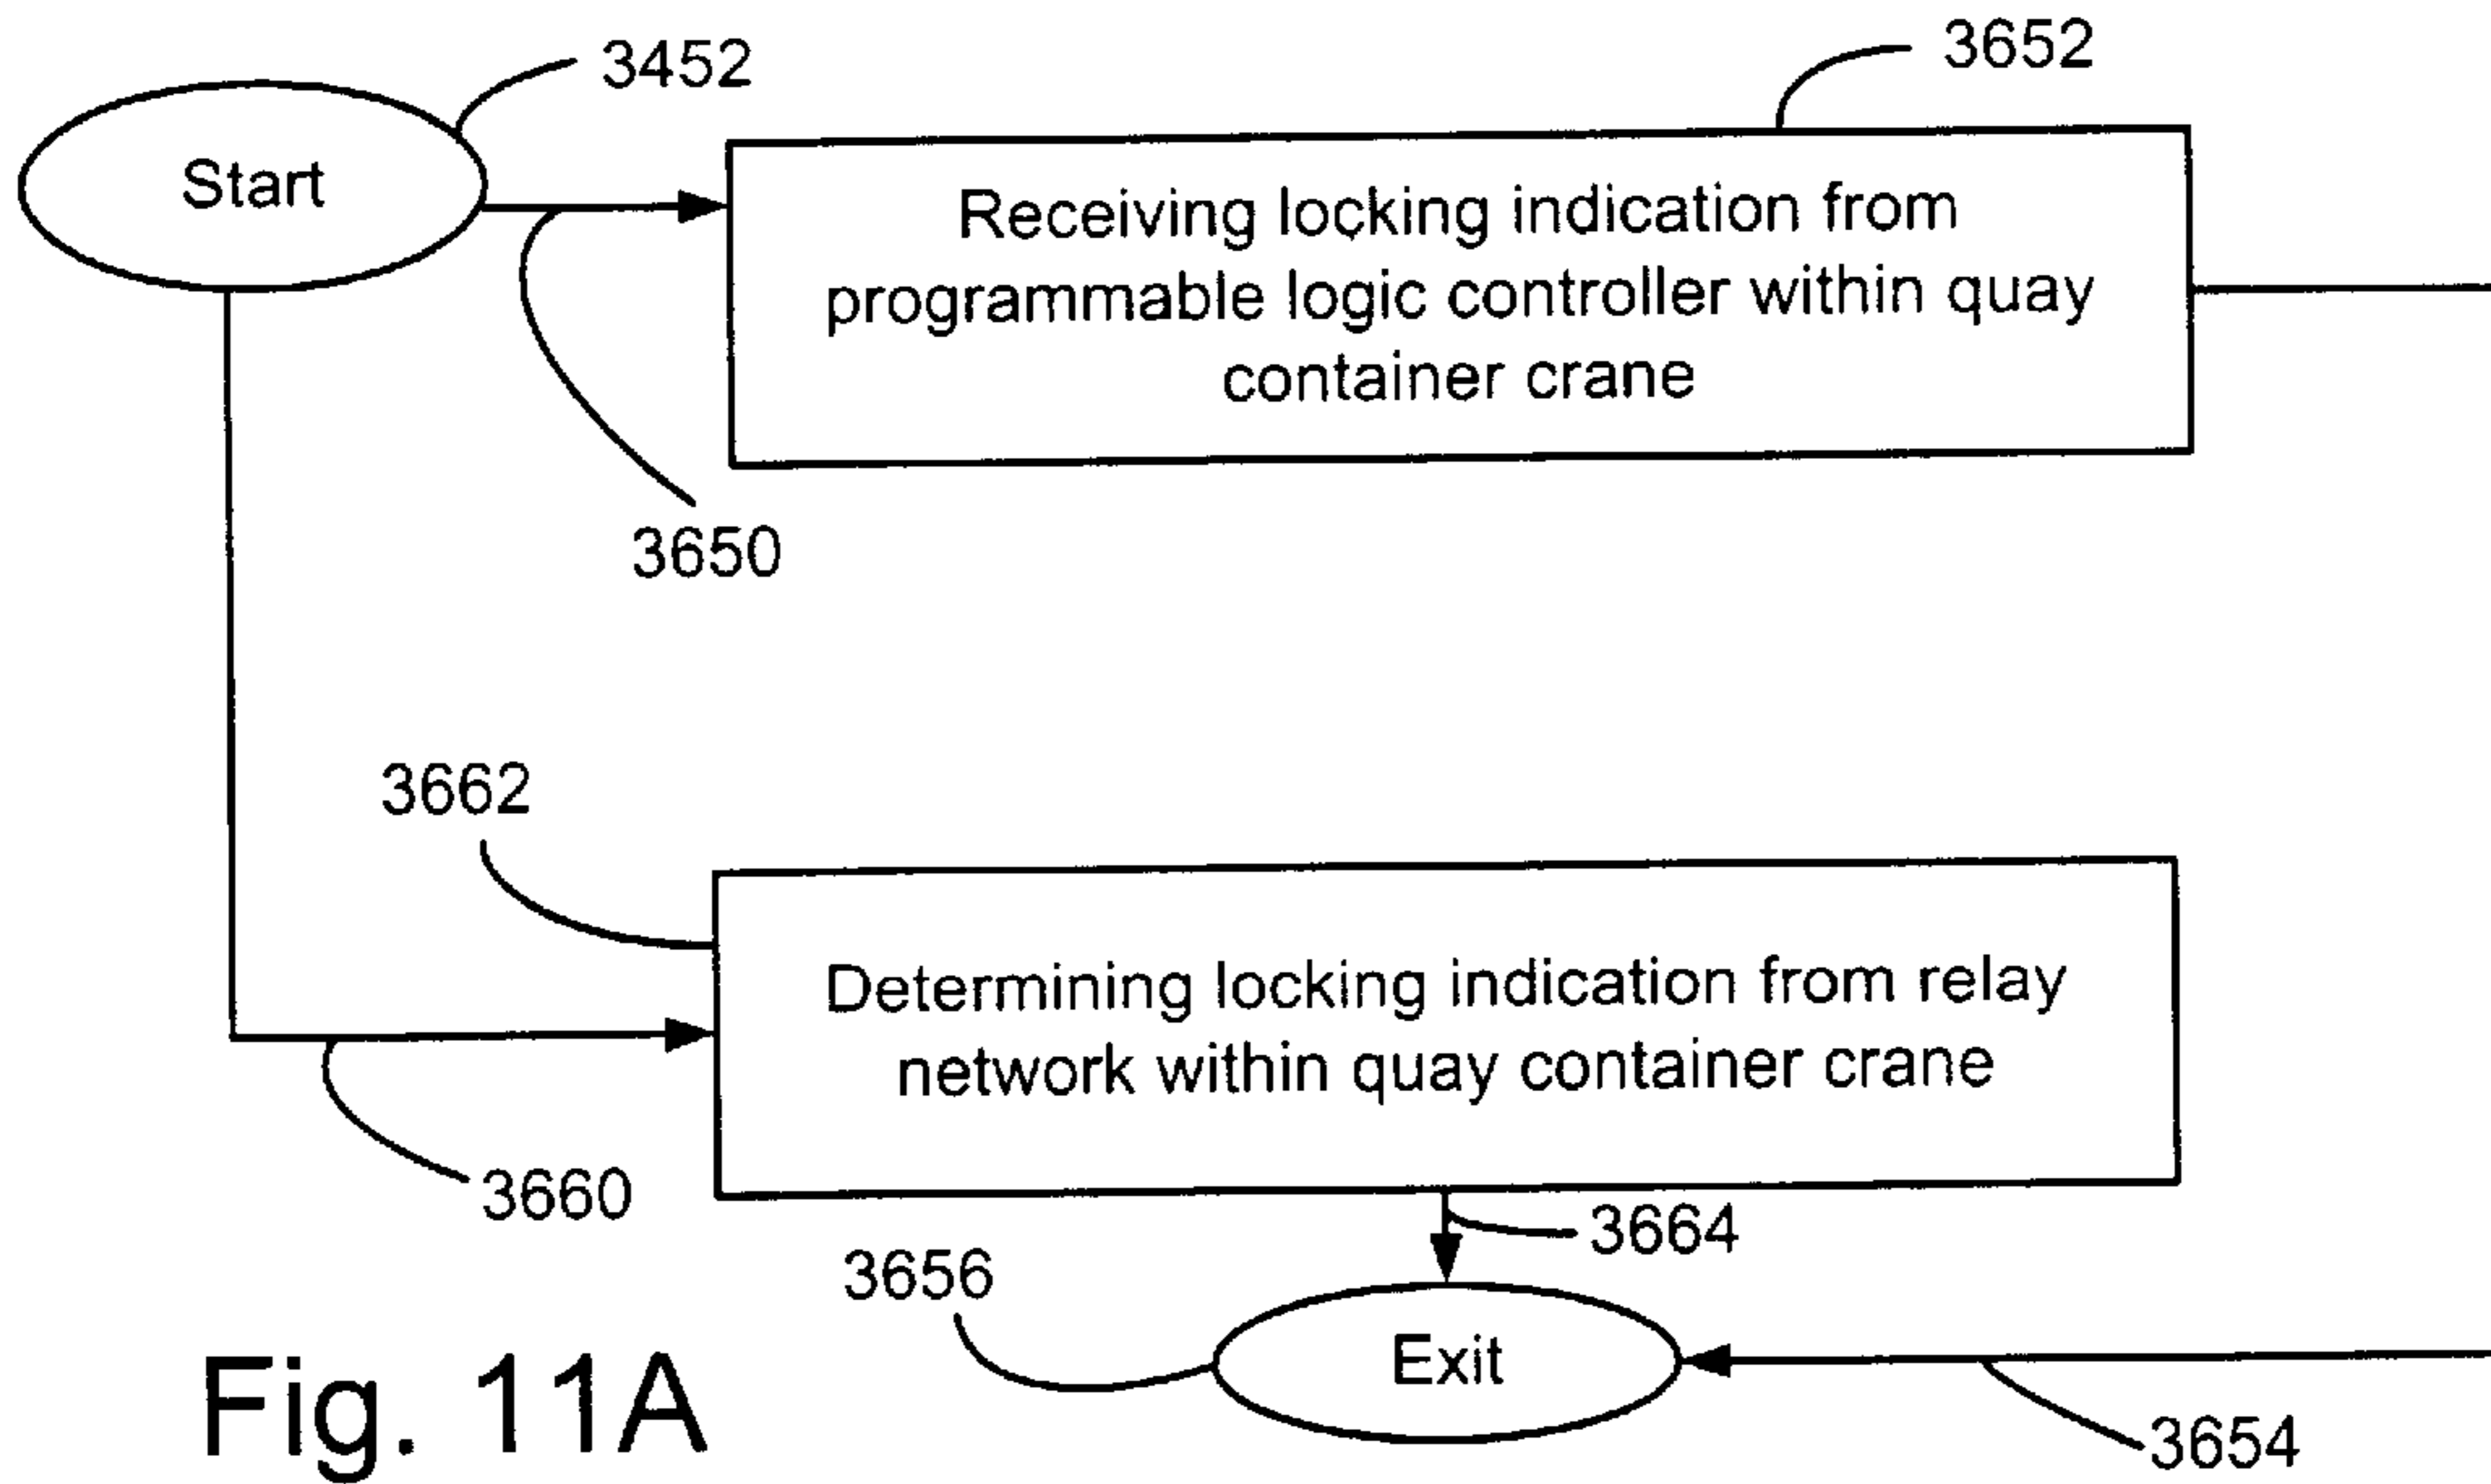 3452
3652
Start
Receiving locking indication from
programmable logic controller within quay
container crane
3650
3662
Determining locking indication from relay
network within quay container crane
3660
3664
3656
Exit
Fig. 11A
3654